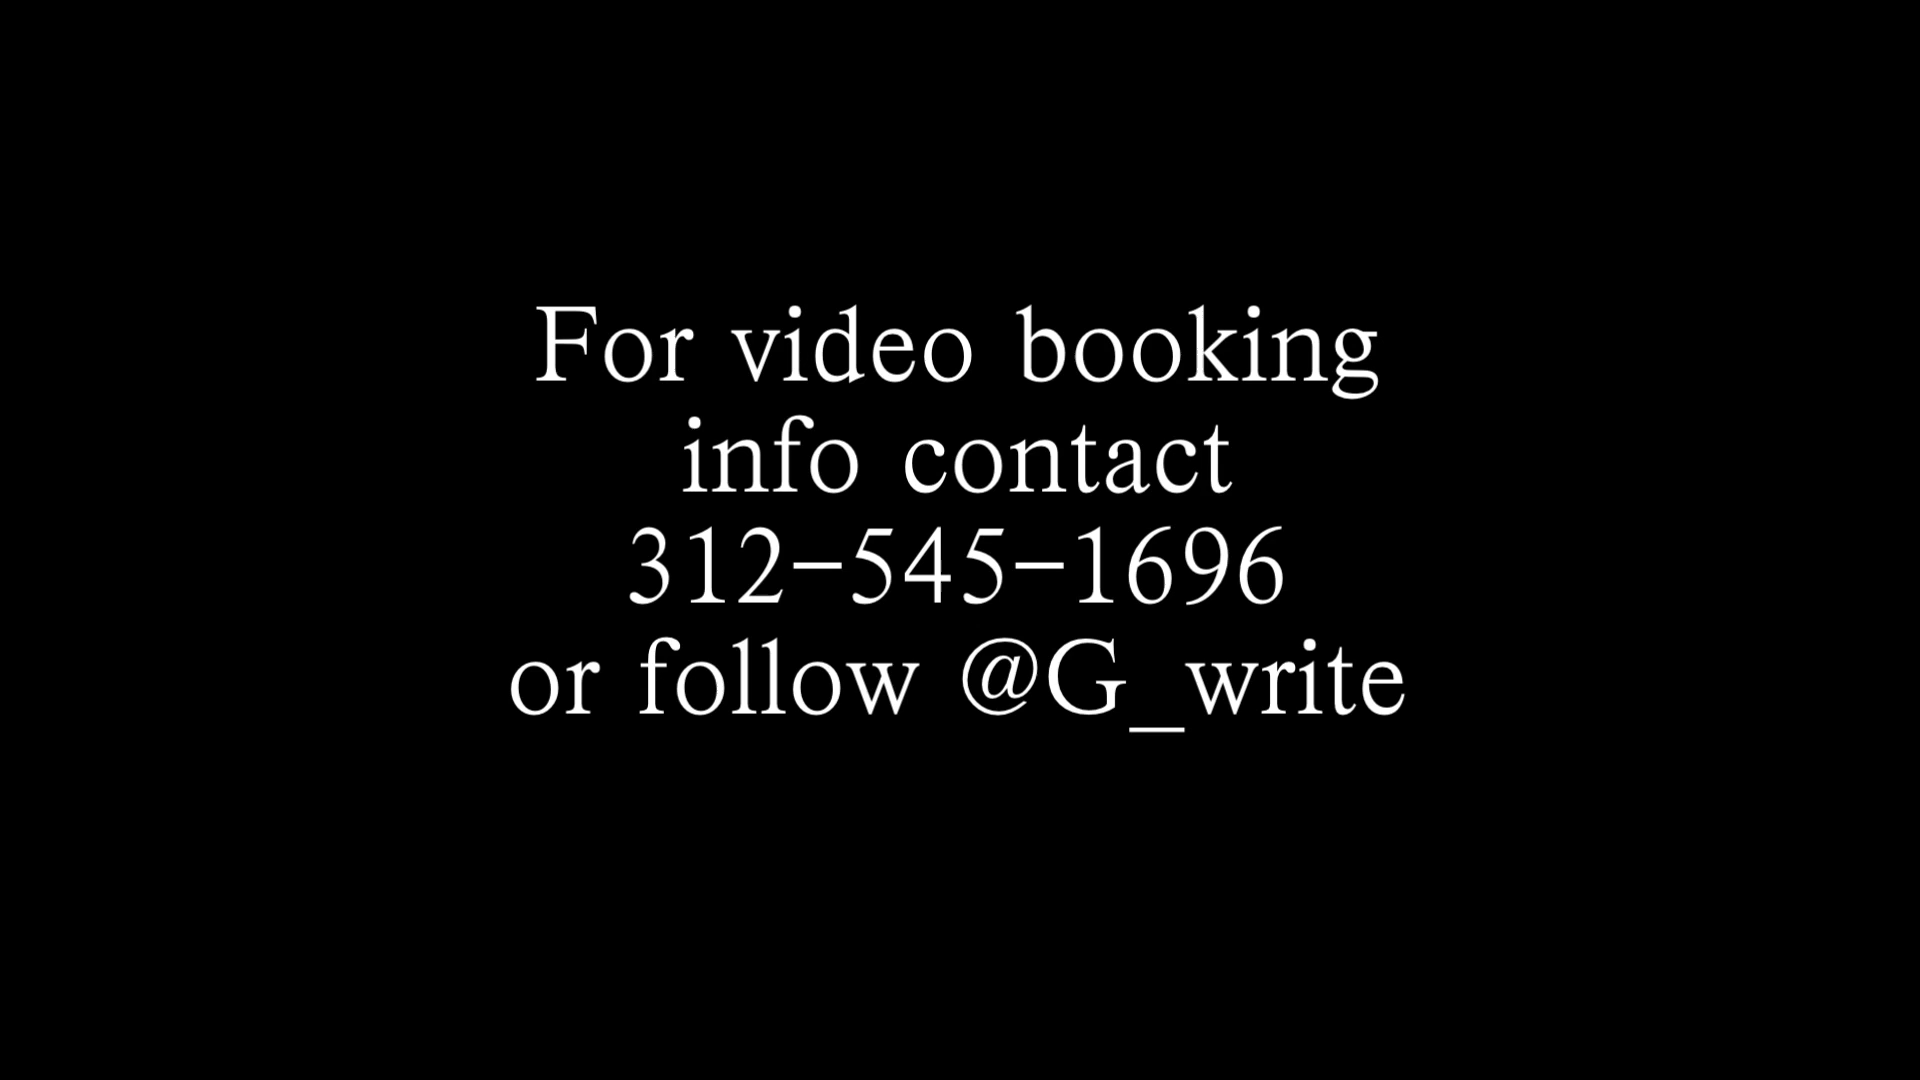 For video booking
info contact
312-545-1696
or follow @G_write